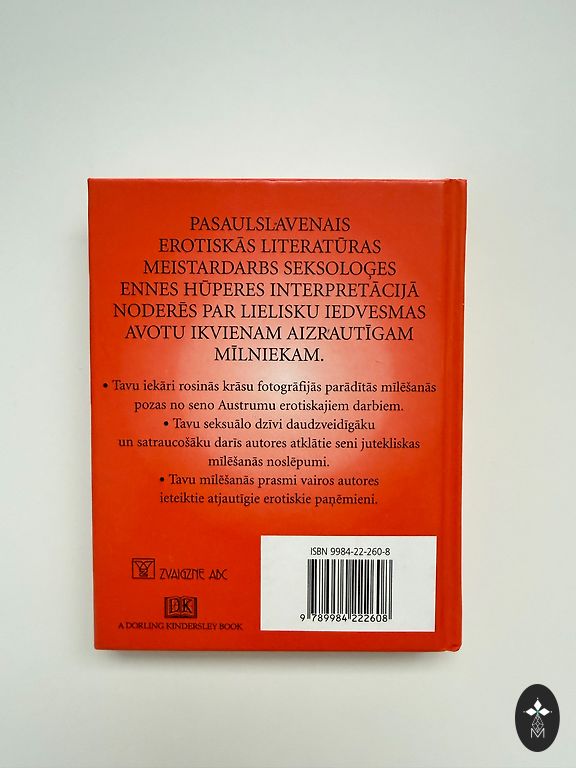 PASAULSLAVENAIS
EROTISKĀS LITERATŪRAS
MEISTARDARBS SEKSOLOĢES
ENNES HŪPERES INTERPRETĀCIJĀ
NODERĒS PAR LIELISKU IEDVESMAS
AVOTU IKVIENAM AIZRAUTĪGAM
MĪLNIEKAM.
• Tavu iekāri rosinās krāsu fotogrāfijās parādītās mīlēšanās
pozas no seno Austrumu erotiskajiem darbiem.
• Tavu seksuālo dzīvi daudzveidīgāku
un satraucošāku darīs autores atklātie seni jutekliskas
mīlēšanās noslēpumi.
• Tavu mīlēšanās prasmi vairos autores
ieteiktie atjautīgie erotiskie paņēmieni.
ISBN 9984-22-260-8
ZVAIGZNE ABC
DK
A DORLING KINDERSLEY BOOK
9 789984 222608
M